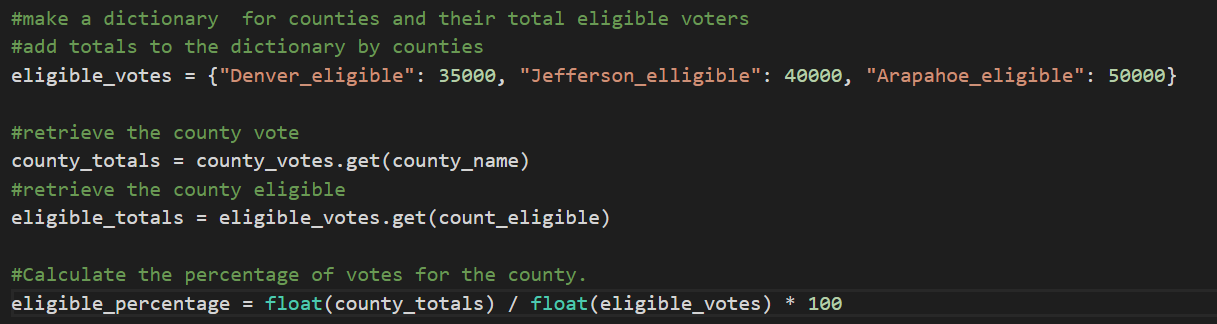 #make a dictionary  for counties and their total eligible voters
#add totals to the dictionary by counties
eligible_votes = {"Denver_eligible": 35000, "Jefferson_elligible": 40000, "Arapahoe_eligible": 50000}
#retrieve the county vote
county_totals = county_votes.get(county_name)
#retrieve the county eligible
eligible_totals = eligible_votes.get(count_eligible)
#Calculate the percentage of votes for the county.
eligible_percentage = float(county_totals) / float(eligible_votes) * 100